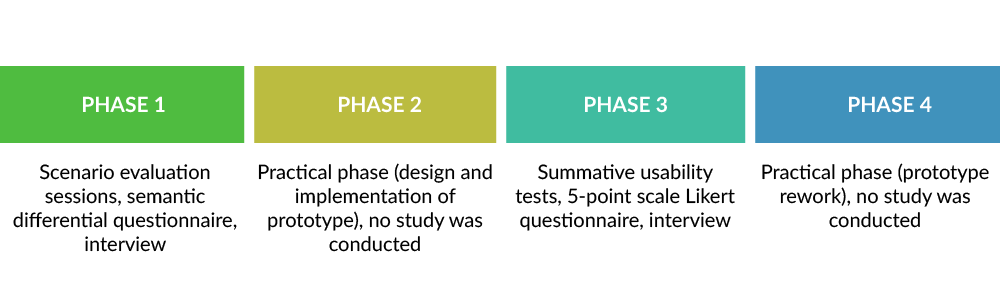 PHASE 1
Scenario evaluation
sessions, semantic
differential questionnaire,
interview
PHASE 2
Practical phase (design and
implementation of
prototype), no study was
conducted
PHASE 3
Summative usability
tests, 5-point scale Likert
questionnaire, interview
PHASE 4
Practical phase (prototype
rework), no study was
conducted